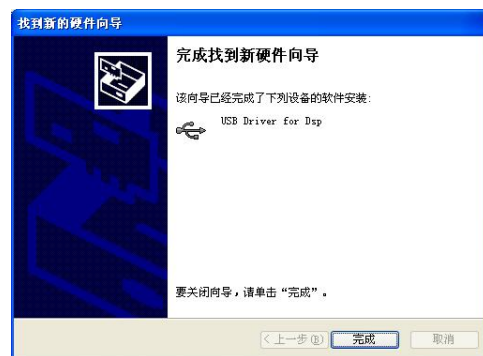 找到新的硬件向导
完成找到新硬件向导
该向导已经完成了下列设备的软件安装:
USB Driver for Dsp
要关闭向导，请单击“完成”。
< 上一步(B) 完成 取消